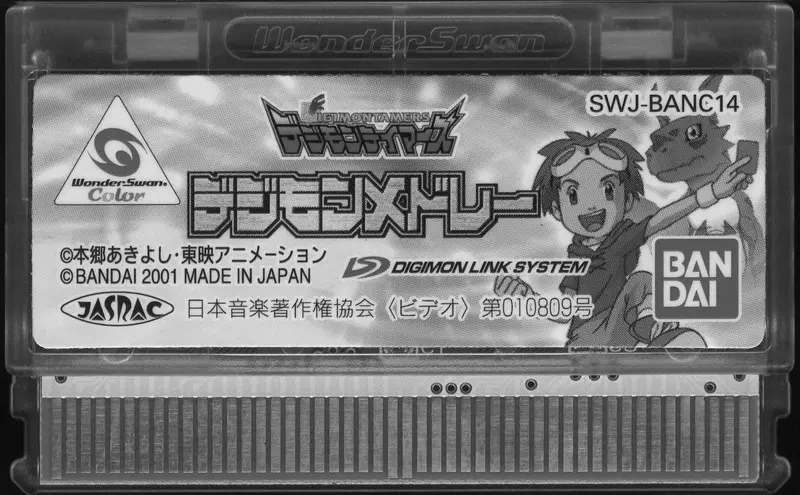 WonderSwan
SWJ-BANC14
DIGIMONTAMERS
デジモンテイマーズ
WonderSwan
Color
デジモンメドレー
©本郷あきよし・東映アニメーション
©BANDAI 2001 MADE IN JAPAN
DIGIMON LINK SYSTEM
BAN
DAI
JASRAC
日本音楽著作権協会〈ビデオ〉第010809号